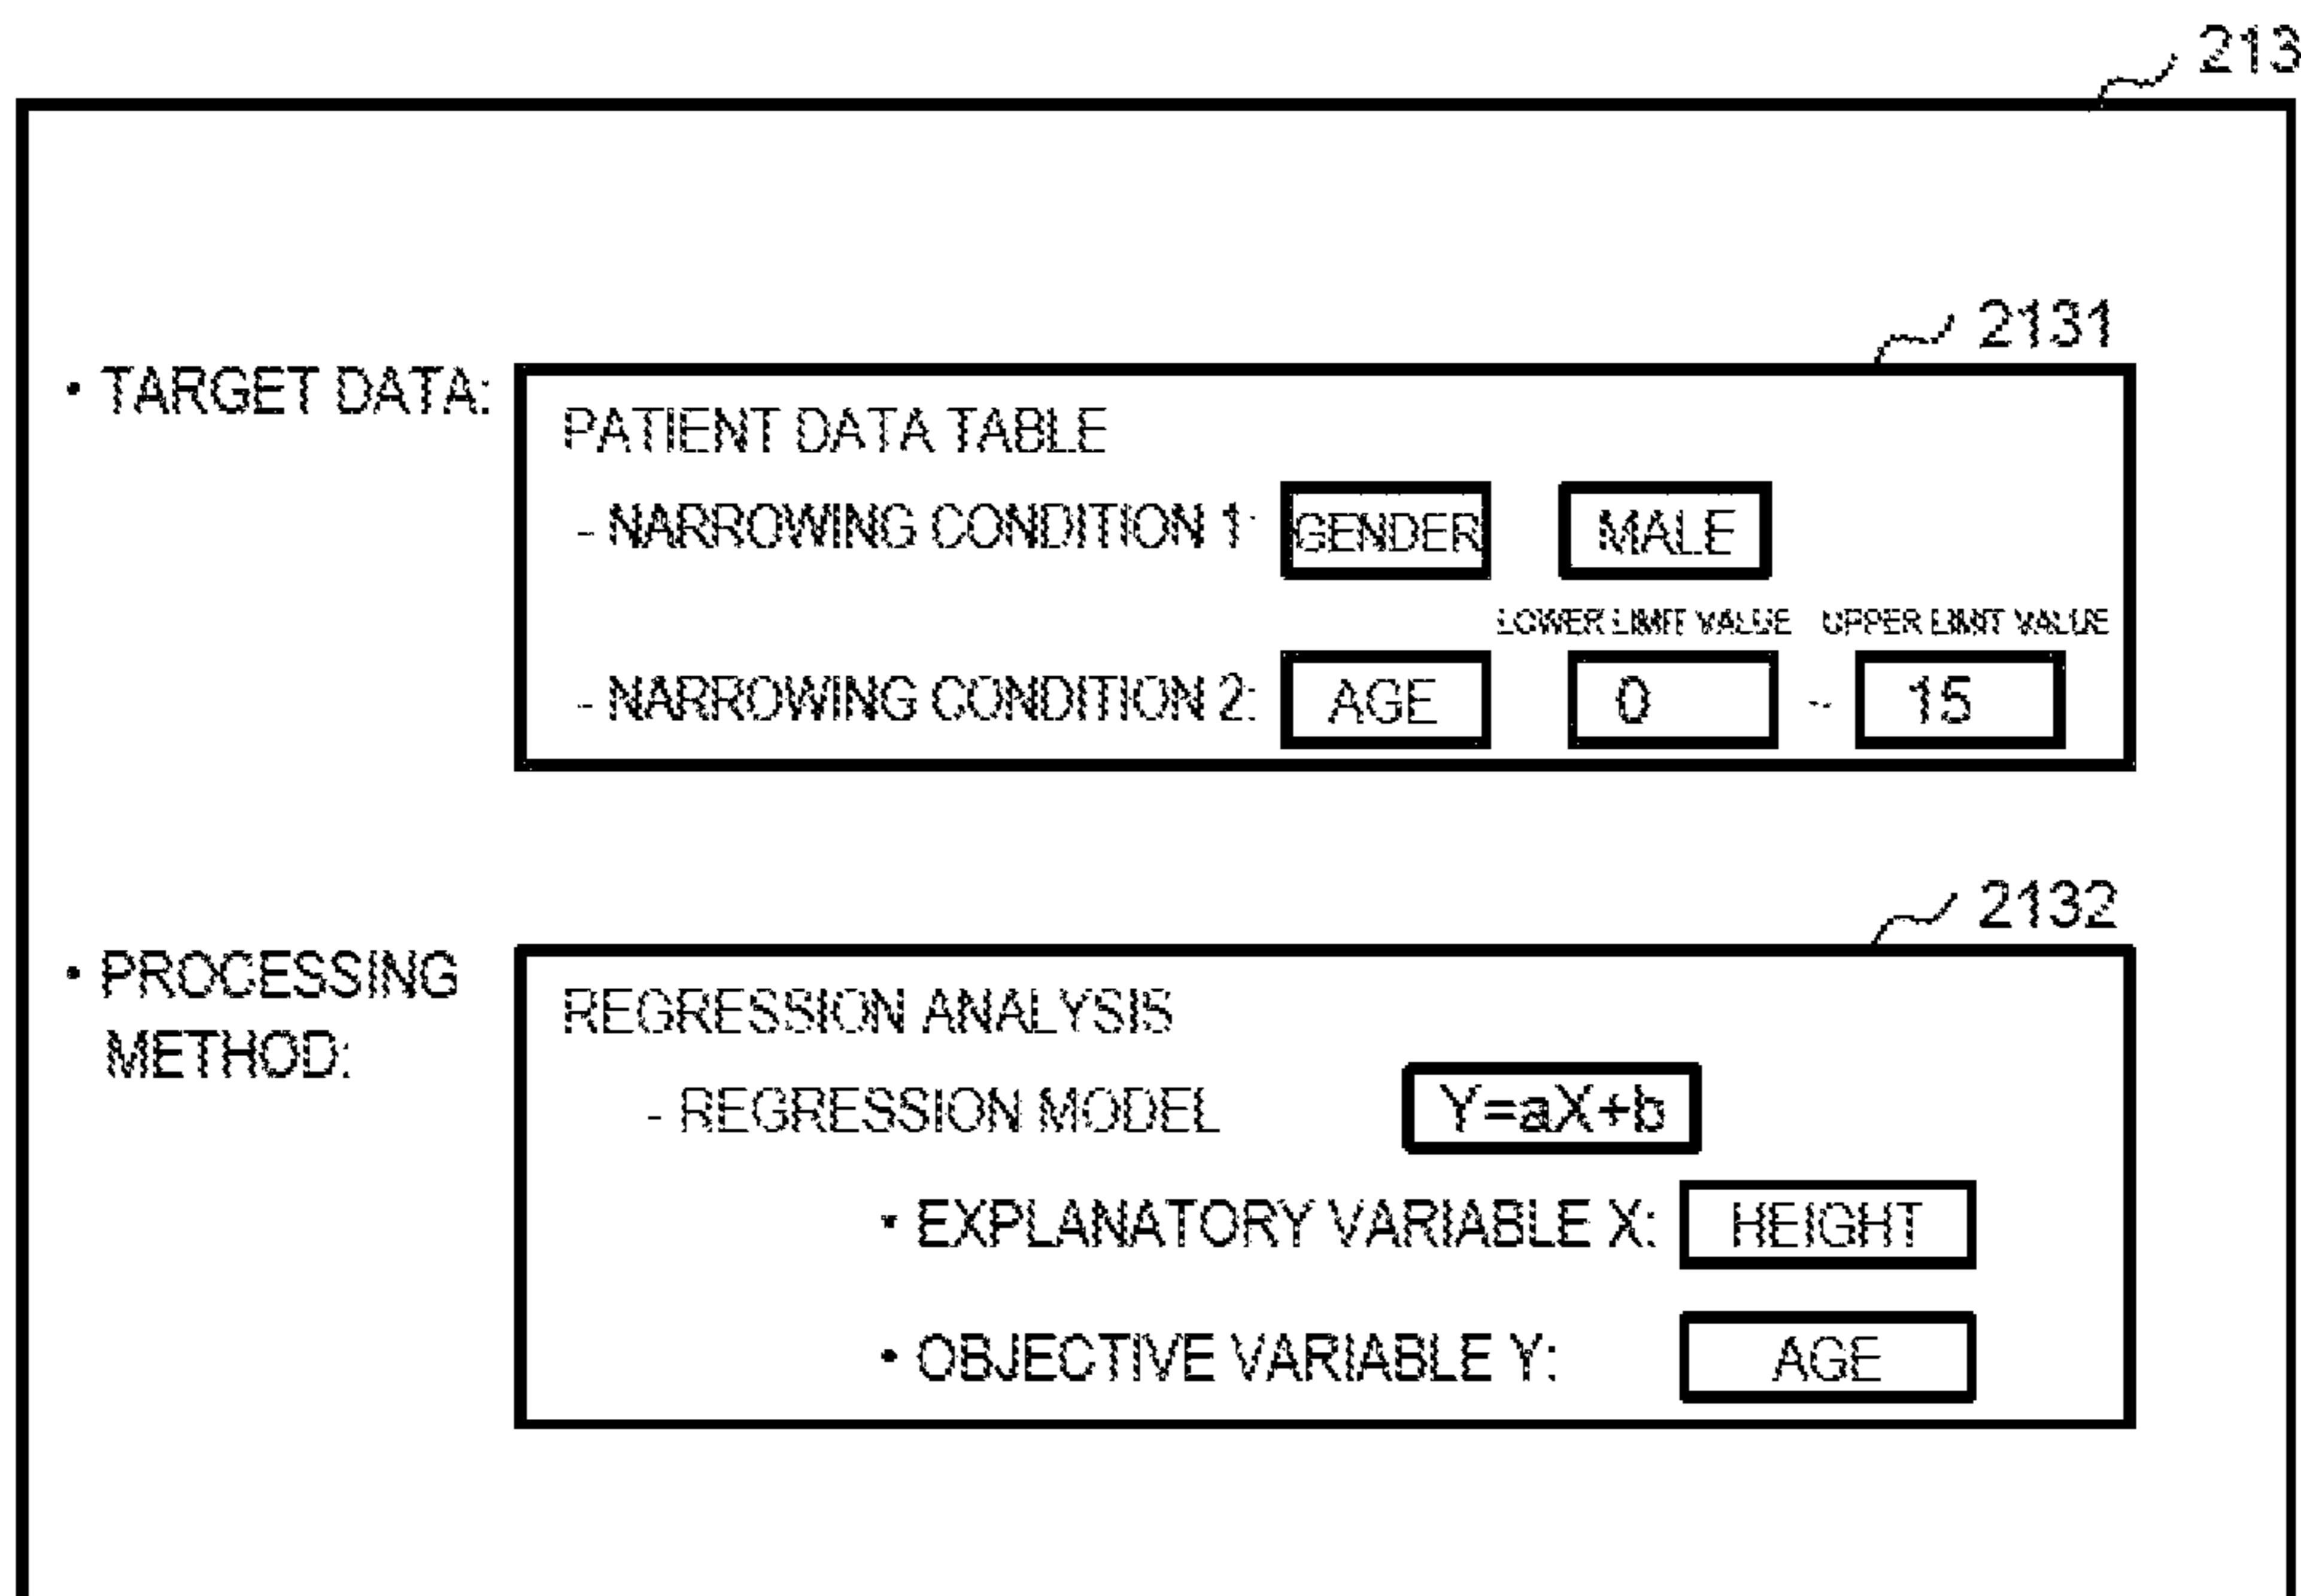 213
2131
• TARGET DATA:
PATIENT DATA TABLE
- NARROWING CONDITION 1: GENDER MALE
LOWER LIMIT VALUE UPPER LIMIT VALUE
- NARROWING CONDITION 2: AGE 0 - 15
2132
• PROCESSING
METHOD:
REGRESSION ANALYSIS
- REGRESSION MODEL Y=aX+b
• EXPLANATORY VARIABLE X: HEIGHT
• OBJECTIVE VARIABLE Y: AGE